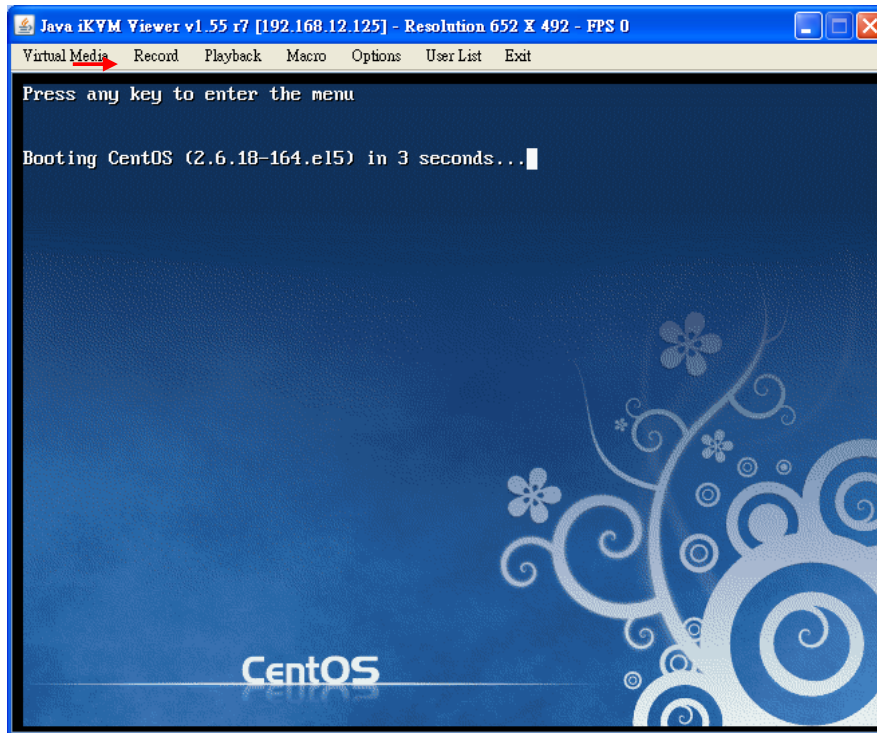 Java iKVM Viewer v1.55 r7 [192.168.12.125] - Resolution 652 X 492 - FPS 0
Virtual Media Record Playback Macro Options User List Exit
Press any key to enter the menu
Booting CentOS (2.6.18-164.el5) in 3 seconds...
CentOS